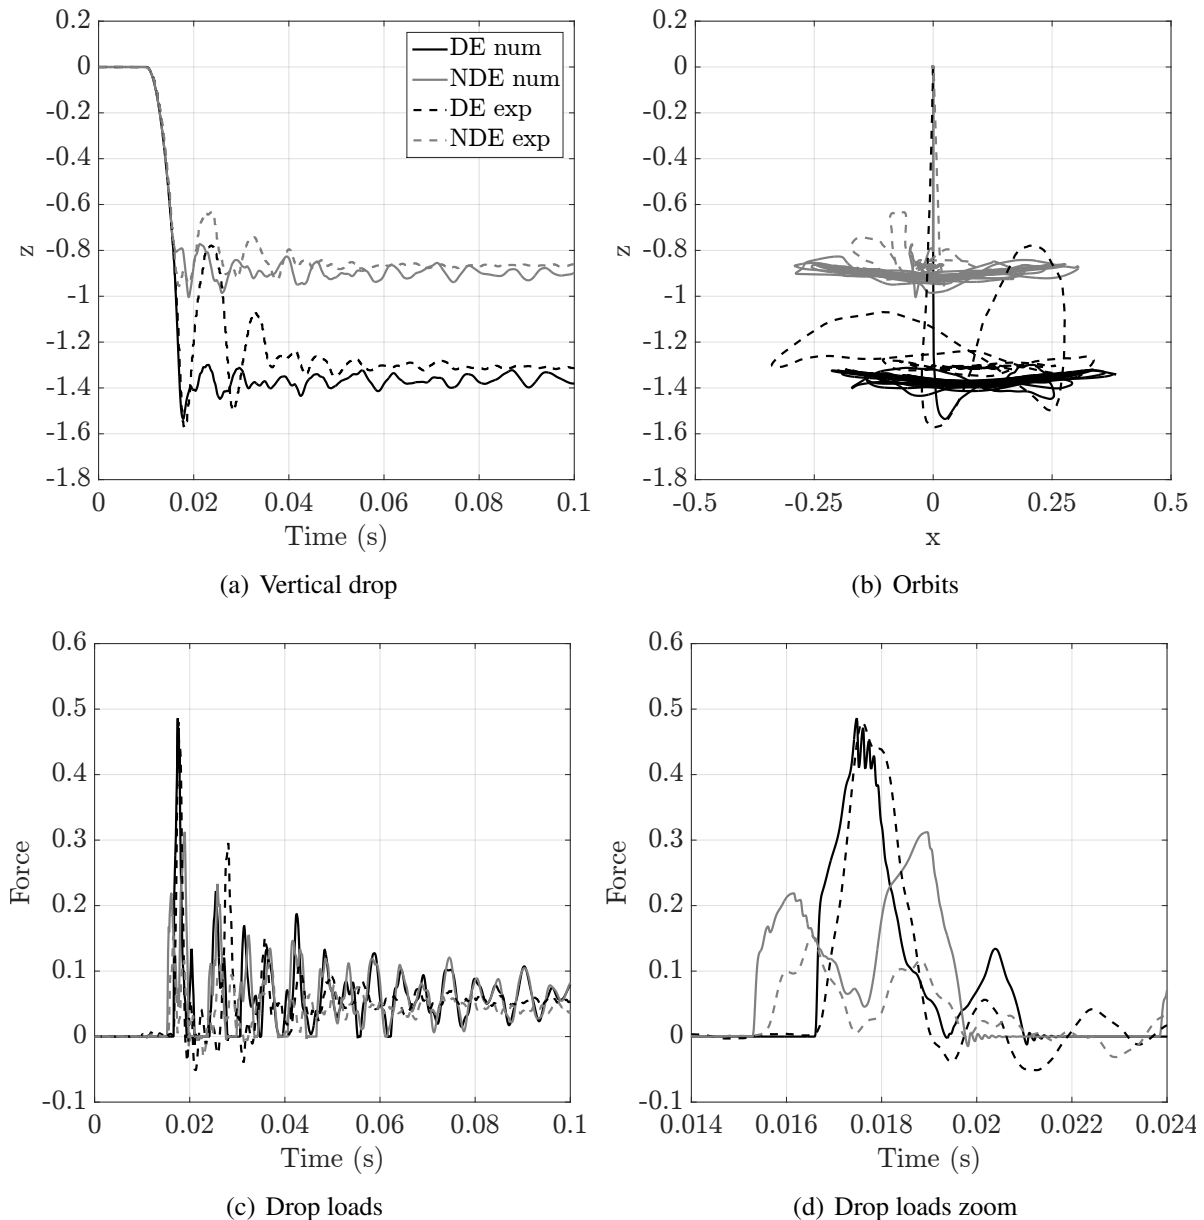 0.2
0
-0.2
-0.4
-0.6
-0.8
-1
-1.2
-1.4
-1.6
-1.8
z
0 0.02 0.04 0.06 0.08 0.1
Time (s)
DE num
NDE num
DE exp
NDE exp
(a) Vertical drop
0.2
0
-0.2
-0.4
-0.6
-0.8
-1
-1.2
-1.4
-1.6
-1.8
z
-0.5 -0.25 0 0.25 0.5
x
(b) Orbits
0.6
0.5
0.4
0.3
0.2
0.1
0
-0.1
Force
0 0.02 0.04 0.06 0.08 0.1
Time (s)
(c) Drop loads
0.6
0.5
0.4
0.3
0.2
0.1
0
-0.1
Force
0.014 0.016 0.018 0.02 0.022 0.024
Time (s)
(d) Drop loads zoom